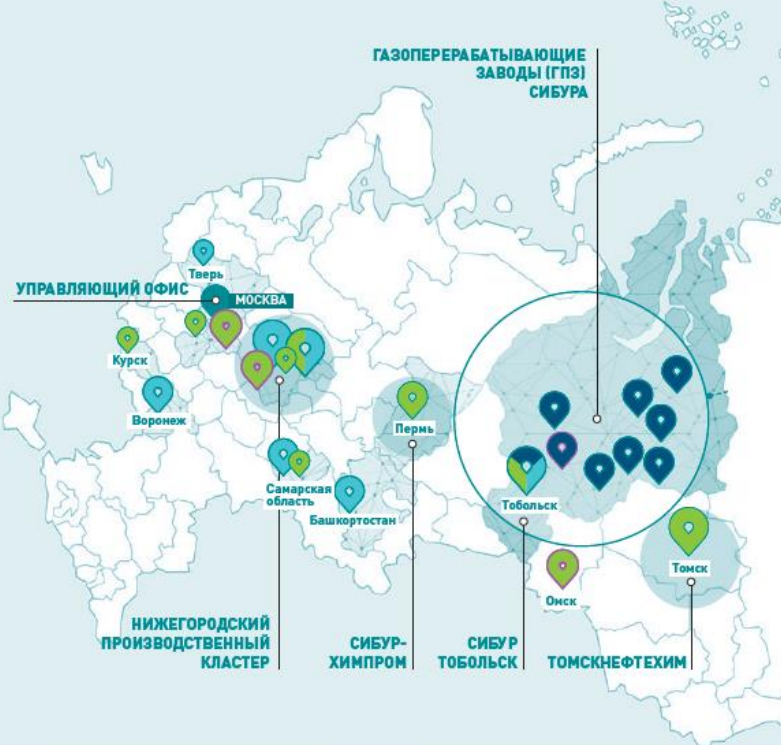 ГАЗОПЕРЕРАБАТЫВАЮЩИЕ
ЗАВОДЫ (ГПЗ)
СИБУРА
Тверь
УПРАВЛЯЮЩИЙ ОФИС
МОСКВА
Курск
Воронеж
Пермь
Самарская
область
Башкортостан
Тобольск
Томск
Омск
НИЖЕГОРОДСКИЙ
ПРОИЗВОДСТВЕННЫЙ
КЛАСТЕР
СИБУР-
ХИМПРОМ
СИБУР
ТОБОЛЬСК
ТОМСКНЕФТЕХИМ